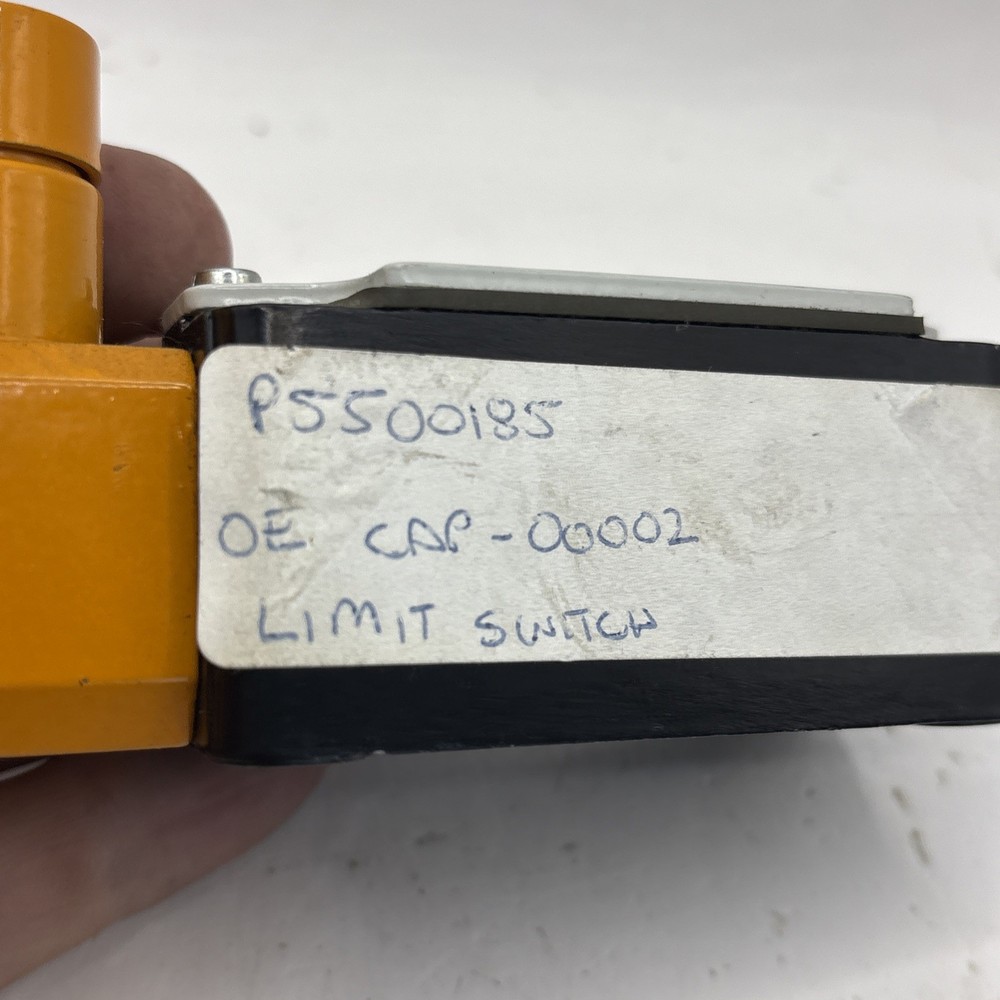 P5500185
OE CAP-00002
LIMIT SWITCH